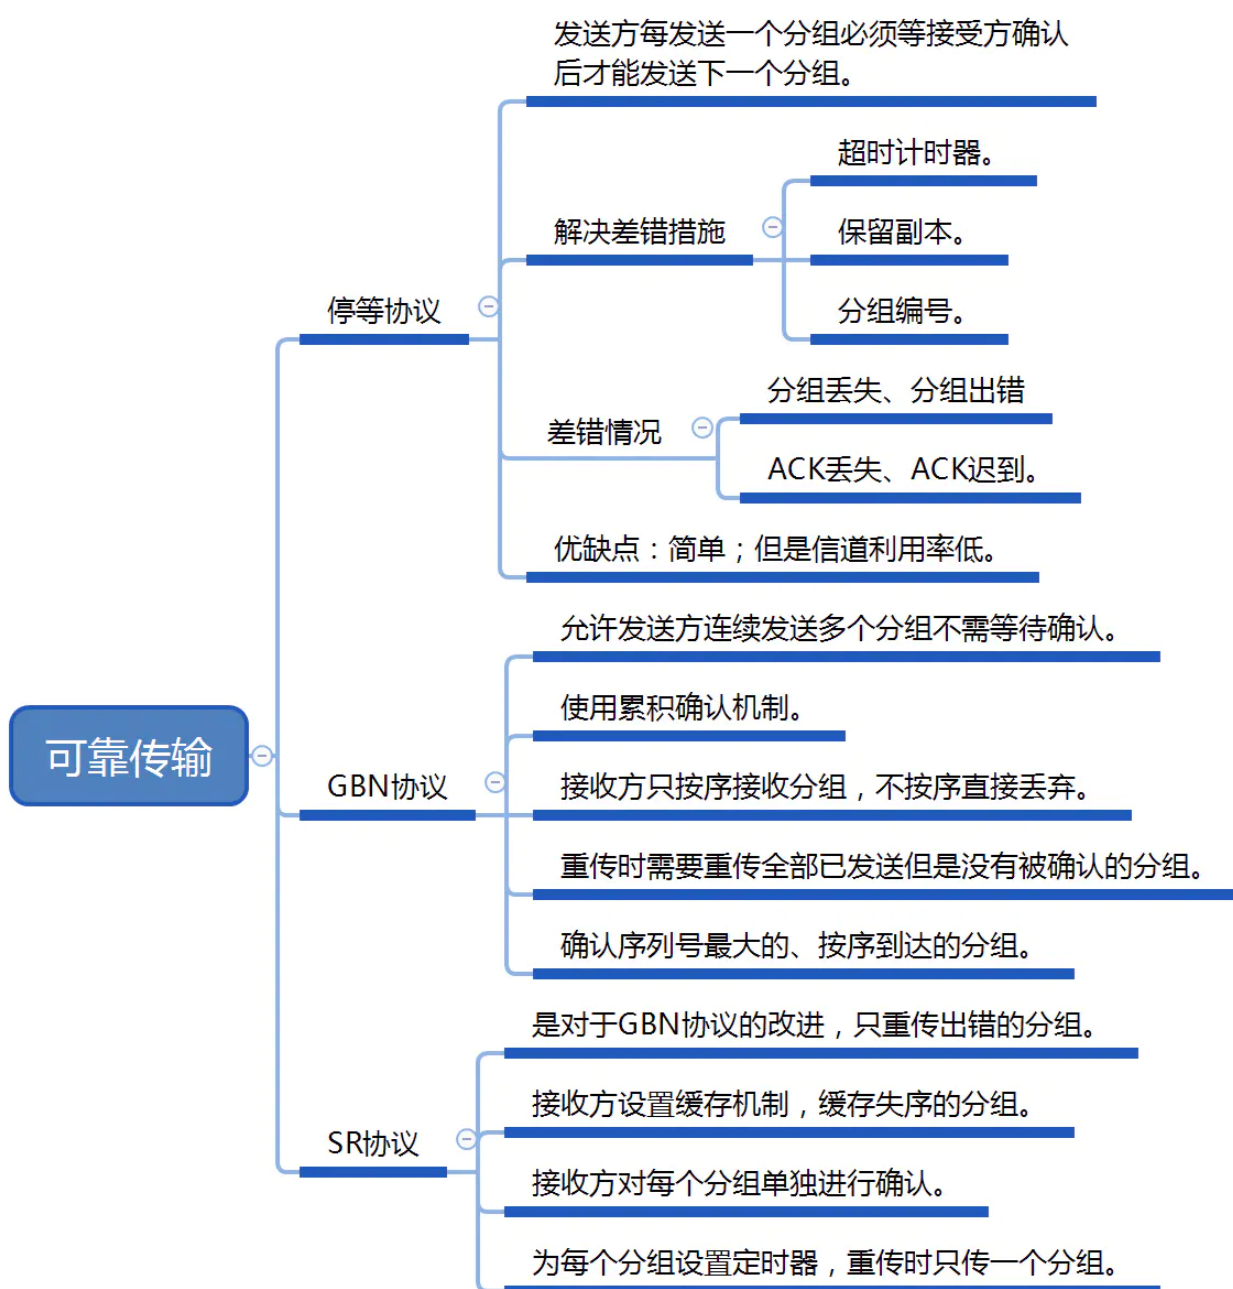 发送方每发送一个分组必须等接受方确认
后才能发送下一个分组。
超时计时器。
解决差错措施
保留副本。
分组编号。
停等协议
分组丢失、分组出错
差错情况
ACK丢失、ACK迟到。
优缺点：简单；但是信道利用率低。
允许发送方连续发送多个分组不需等待确认。
使用累积确认机制。
可靠传输
GBN协议
接收方只按序接收分组，不按序直接丢弃。
重传时需要重传全部已发送但是没有被确认的分组。
确认序列号最大的、按序到达的分组。
是对于GBN协议的改进，只重传出错的分组。
接收方设置缓存机制，缓存失序的分组。
SR协议
接收方对每个分组单独进行确认。
为每个分组设置定时器，重传时只传一个分组。